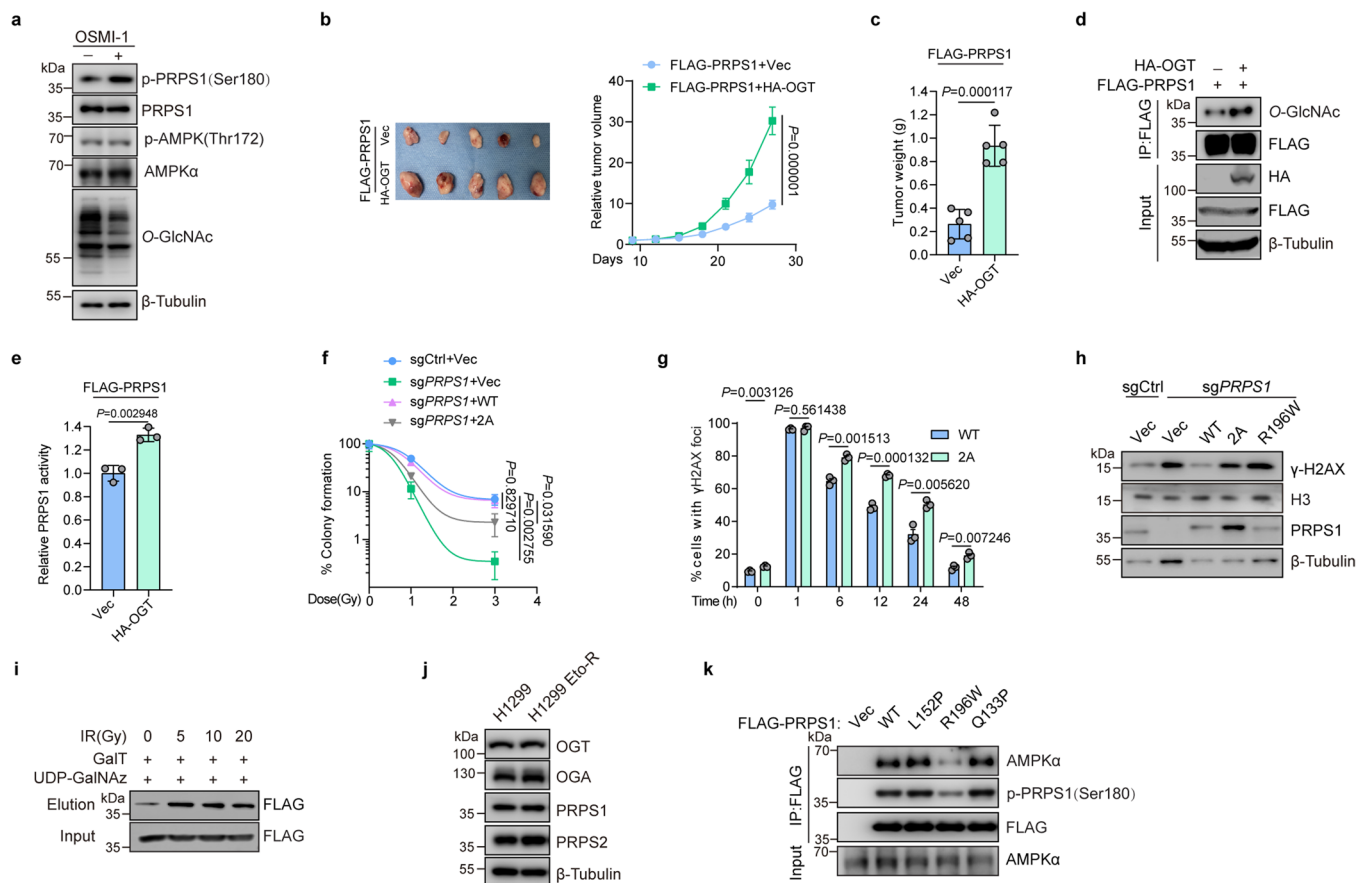 a
OSMI-1
– +
kDa
35
p-PRPS1(Ser180)
35
PRPS1
70
p-AMPK(Thr172)
70
AMPKα
55
O-GlcNAc
55
β-Tubulin
b
FLAG-PRPS1
Vec
HA-OGT
FLAG-PRPS1+Vec
FLAG-PRPS1+HA-OGT
Relative tumor volume
40
30
20
10
0
Days
10 20 30
P=0.000001
c
FLAG-PRPS1
P=0.000117
Tumor weight (g)
1.4
1.2
1.0
0.8
0.6
0.4
0.2
0.0
Vec
HA-OGT
d
HA-OGT – +
FLAG-PRPS1 + +
IP:FLAG
kDa
55
O-GlcNAc
35
FLAG
Input
100
HA
35
FLAG
55
β-Tubulin
e
FLAG-PRPS1
P=0.002948
Relative PRPS1 activity
1.4
1.2
1.0
0.8
0.6
0.4
0.2
0.0
Vec
HA-OGT
f
sgCtrl+Vec
sgPRPS1+Vec
sgPRPS1+WT
sgPRPS1+2A
% Colony formation
100
10
1
0
Dose(Gy)
0 1 2 3 4
P=0.829710
P=0.002755
P=0.031590
g
P=0.003126
P=0.561438
P=0.001513
P=0.000132
P=0.005620
P=0.007246
WT
2A
% cells with γH2AX foci
100
80
60
40
20
0
Time (h) 0 1 6 12 24 48
h
sgCtrl sgPRPS1
Vec Vec WT 2A R196W
kDa
15
γ-H2AX
15
H3
35
PRPS1
55
β-Tubulin
i
IR(Gy) 0 5 10 20
GalT + + + +
UDP-GalNAz + + + +
kDa
Elution 35 FLAG
Input 35 FLAG
j
H1299 H1299 Eto-R
kDa
100
OGT
130
OGA
35
PRPS1
35
PRPS2
55
β-Tubulin
k
FLAG-PRPS1: Vec WT L152P R196W Q133P
kDa
IP:FLAG
70
AMPKα
35
p-PRPS1(Ser180)
35
FLAG
Input
70
AMPKα